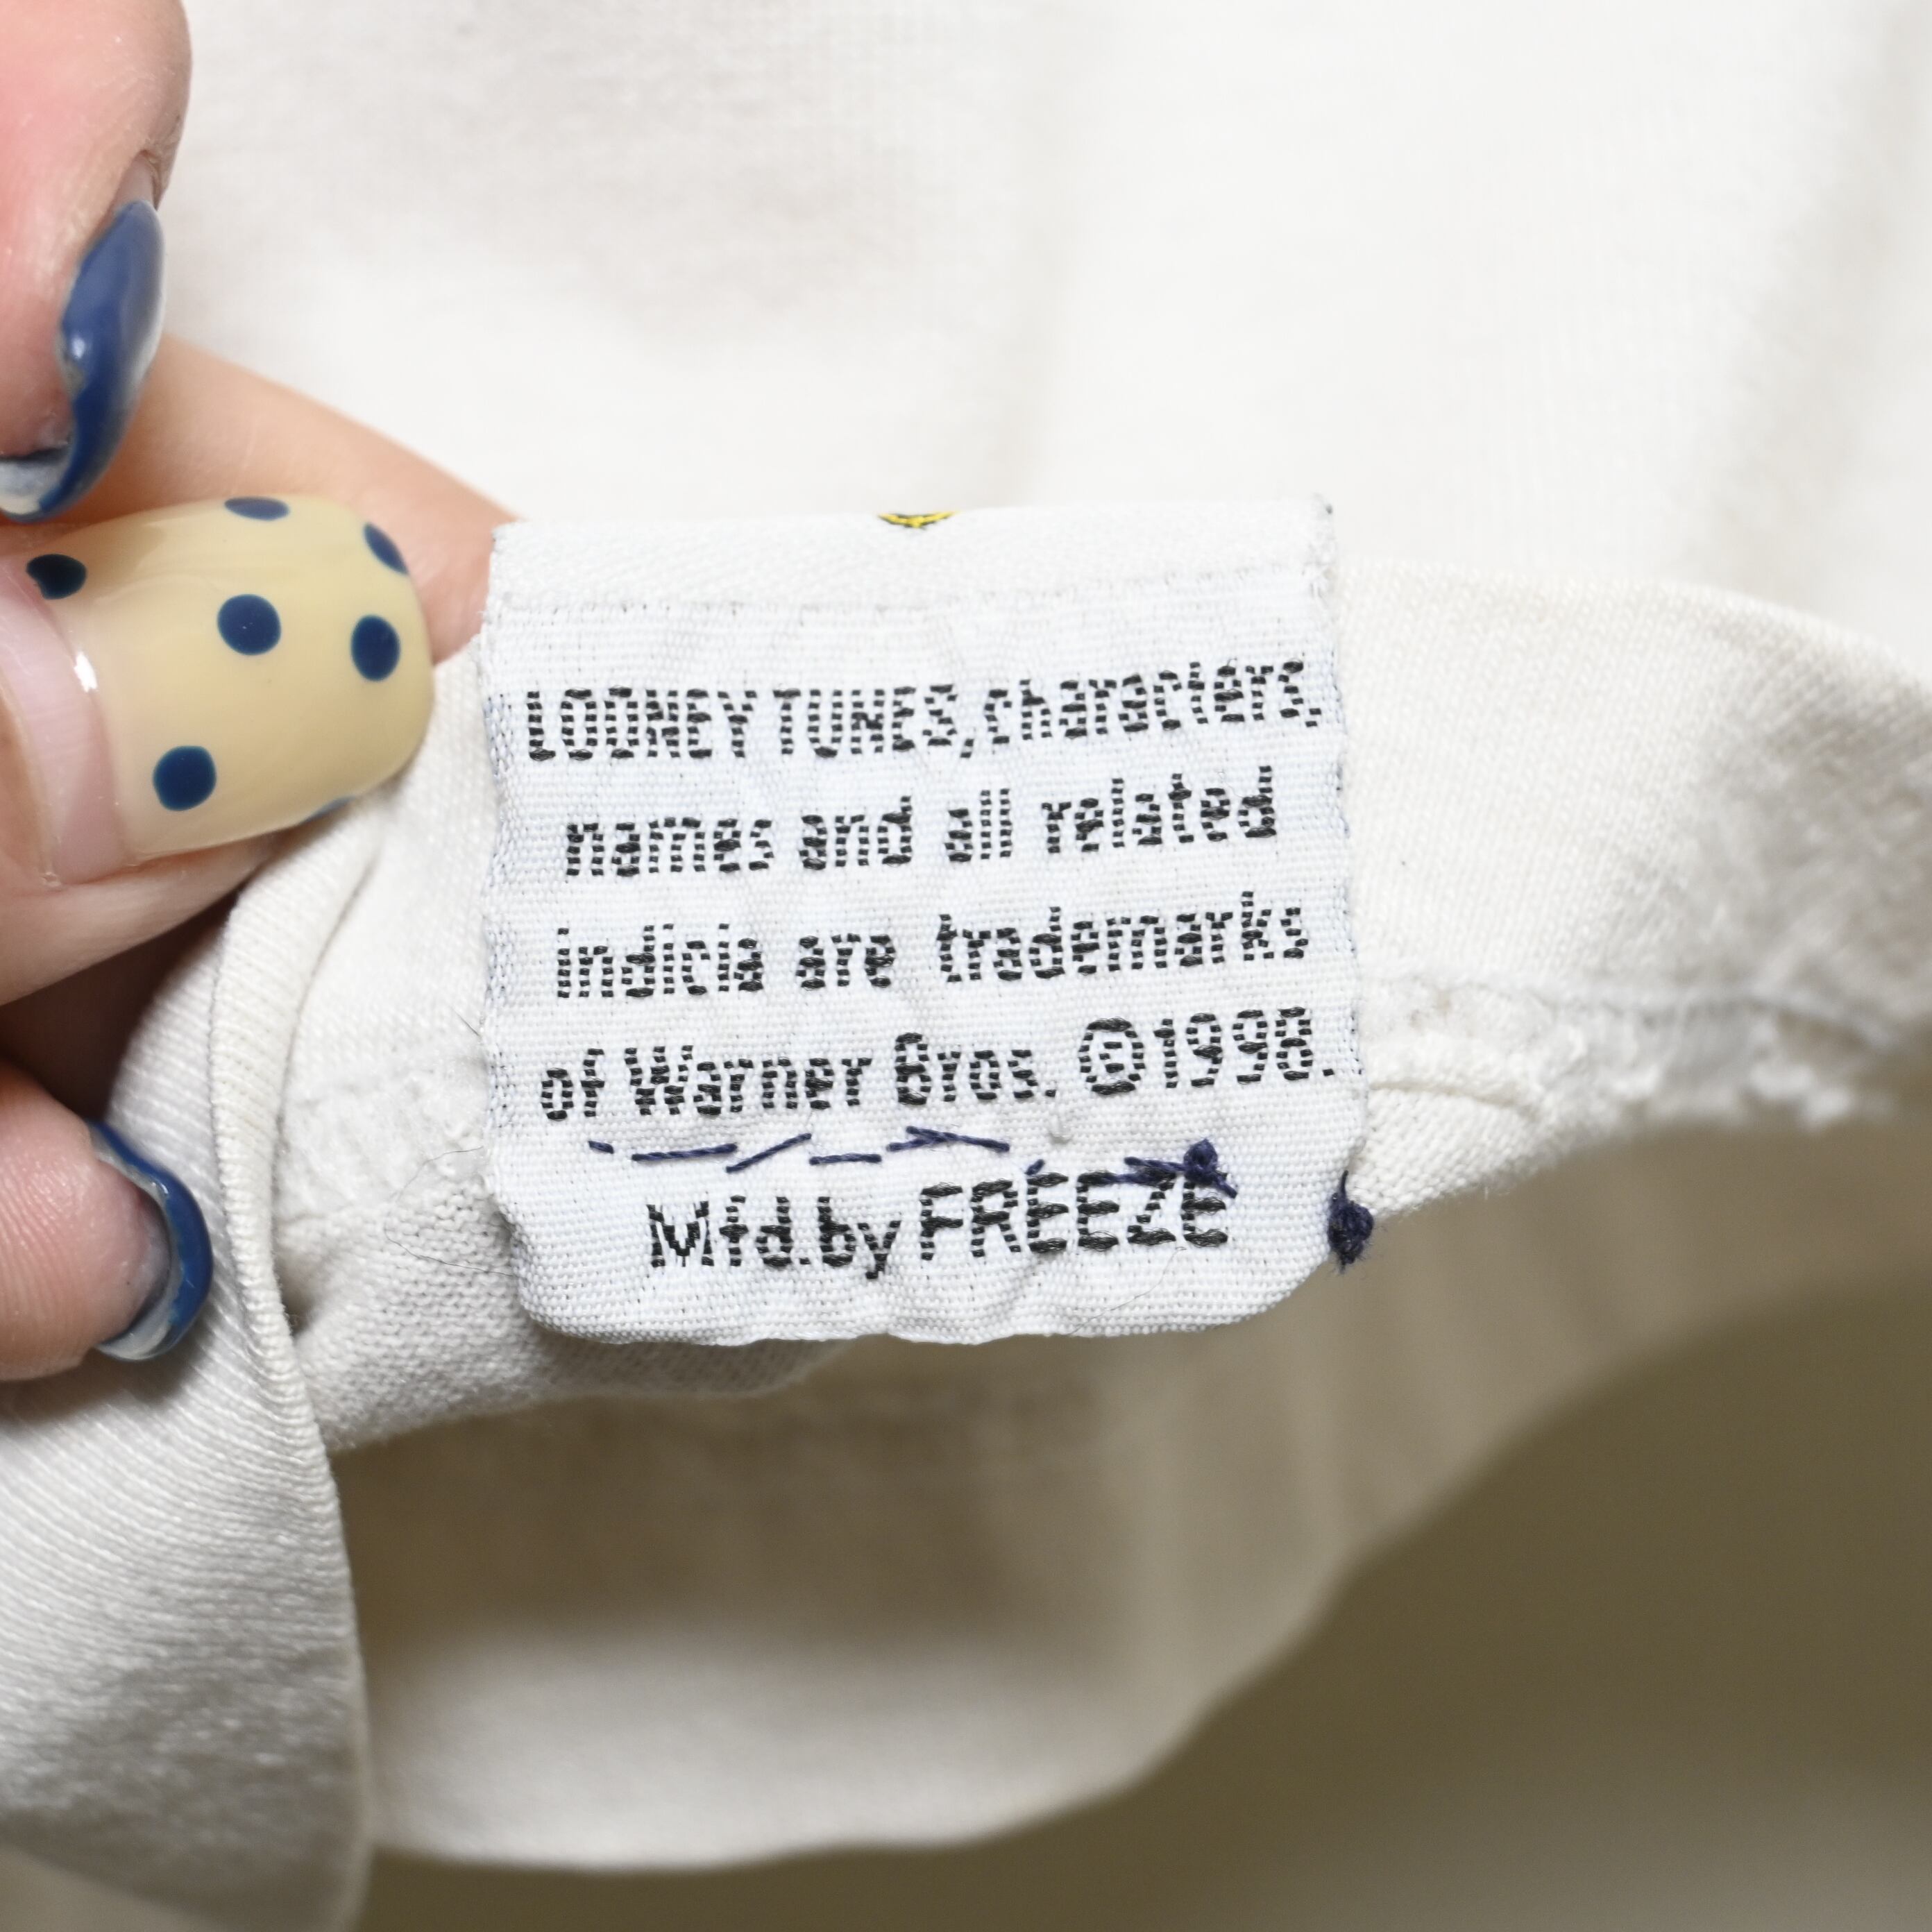 LOONEY TUNES, characters,
names and all related
indicia are trademarks
of Warner Bros. ©1998.
Mfd.by FREEZE